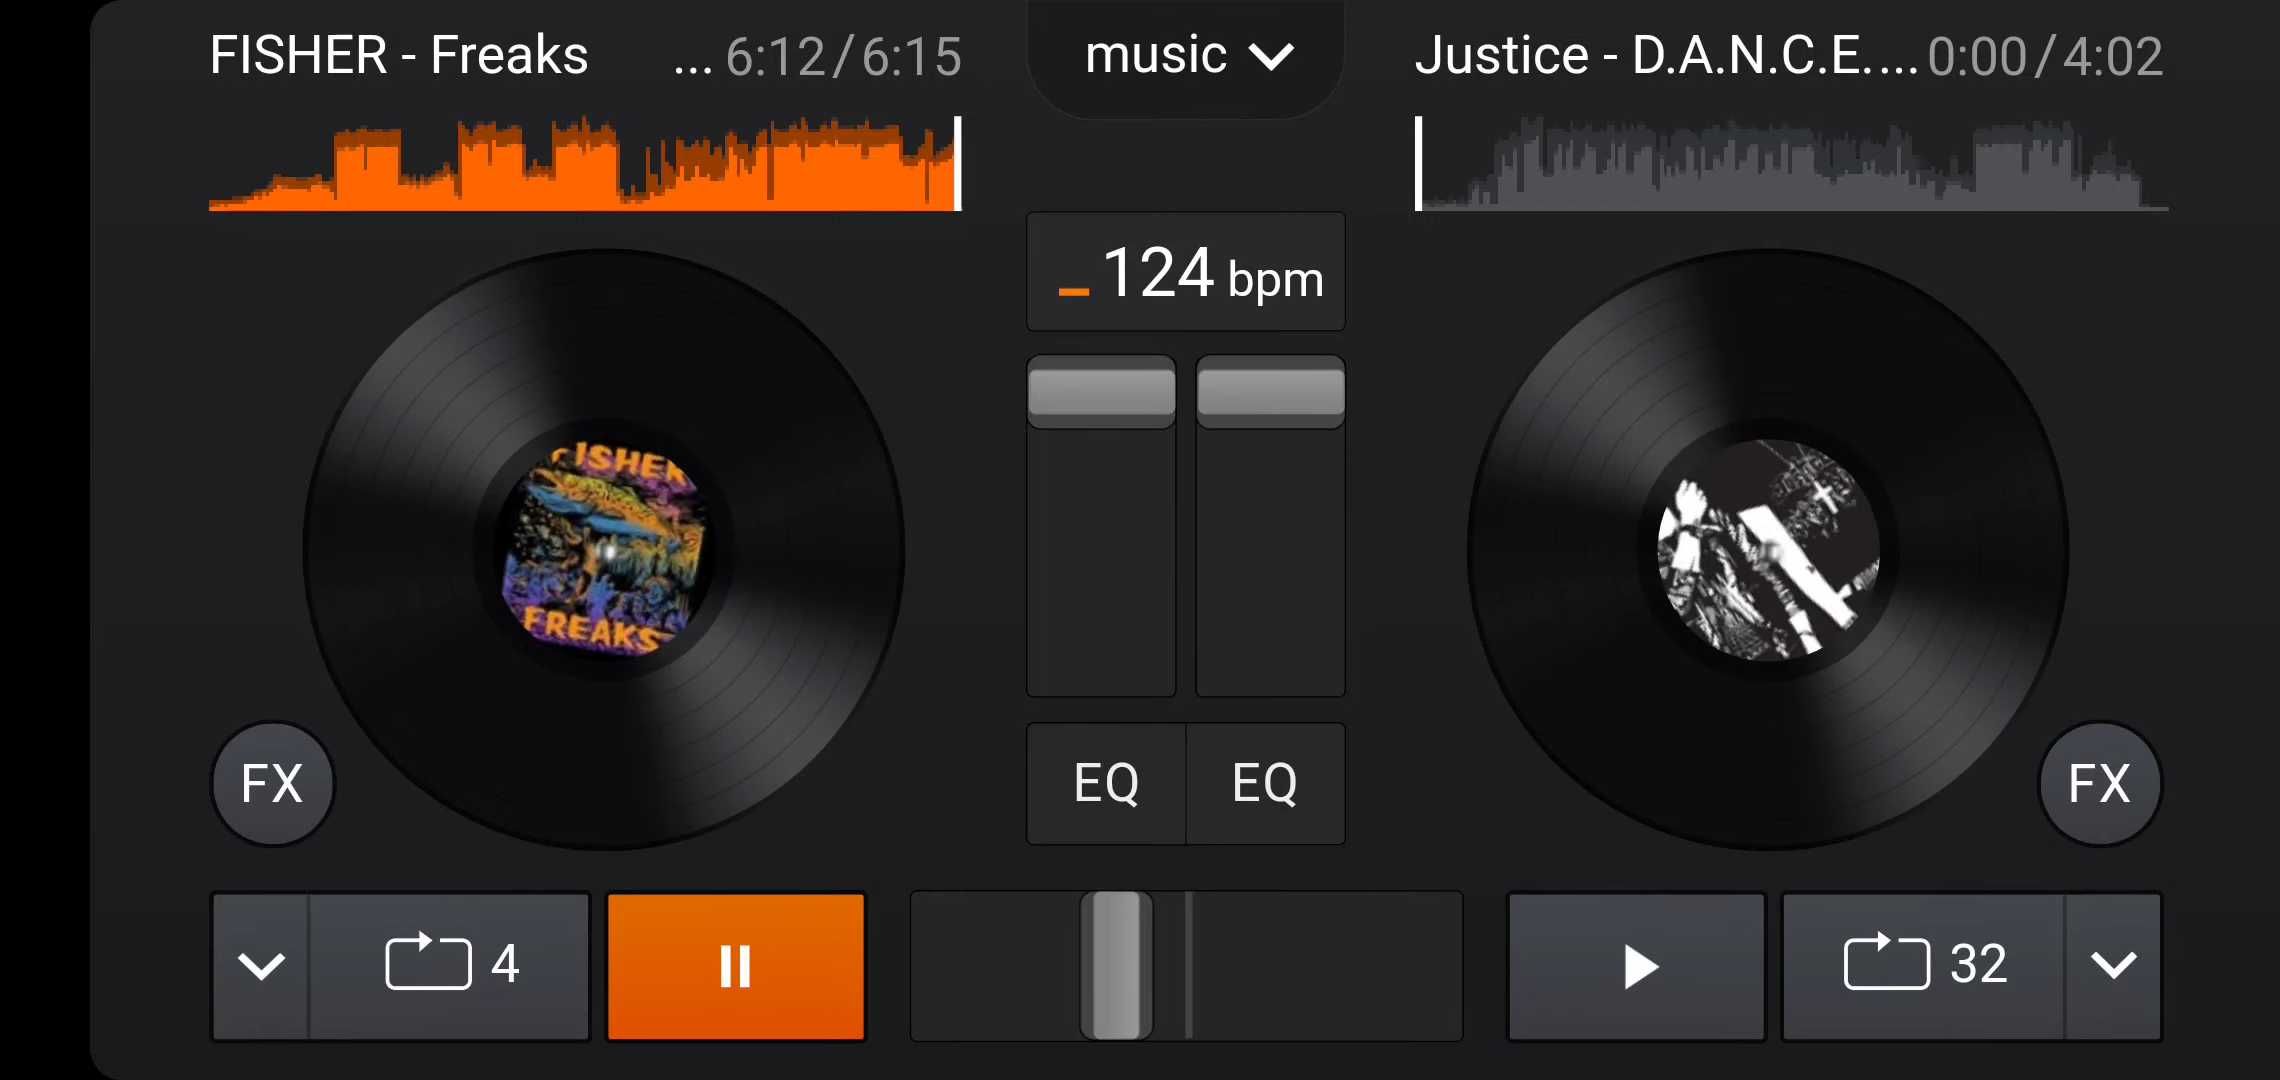 FISHER - Freaks ... 6:12/6:15
music
Justice - D.A.N.C.E.... 0:00/4:02
124 bpm
FISHER
FREAKS
FX
EQ
EQ
FX
4
32